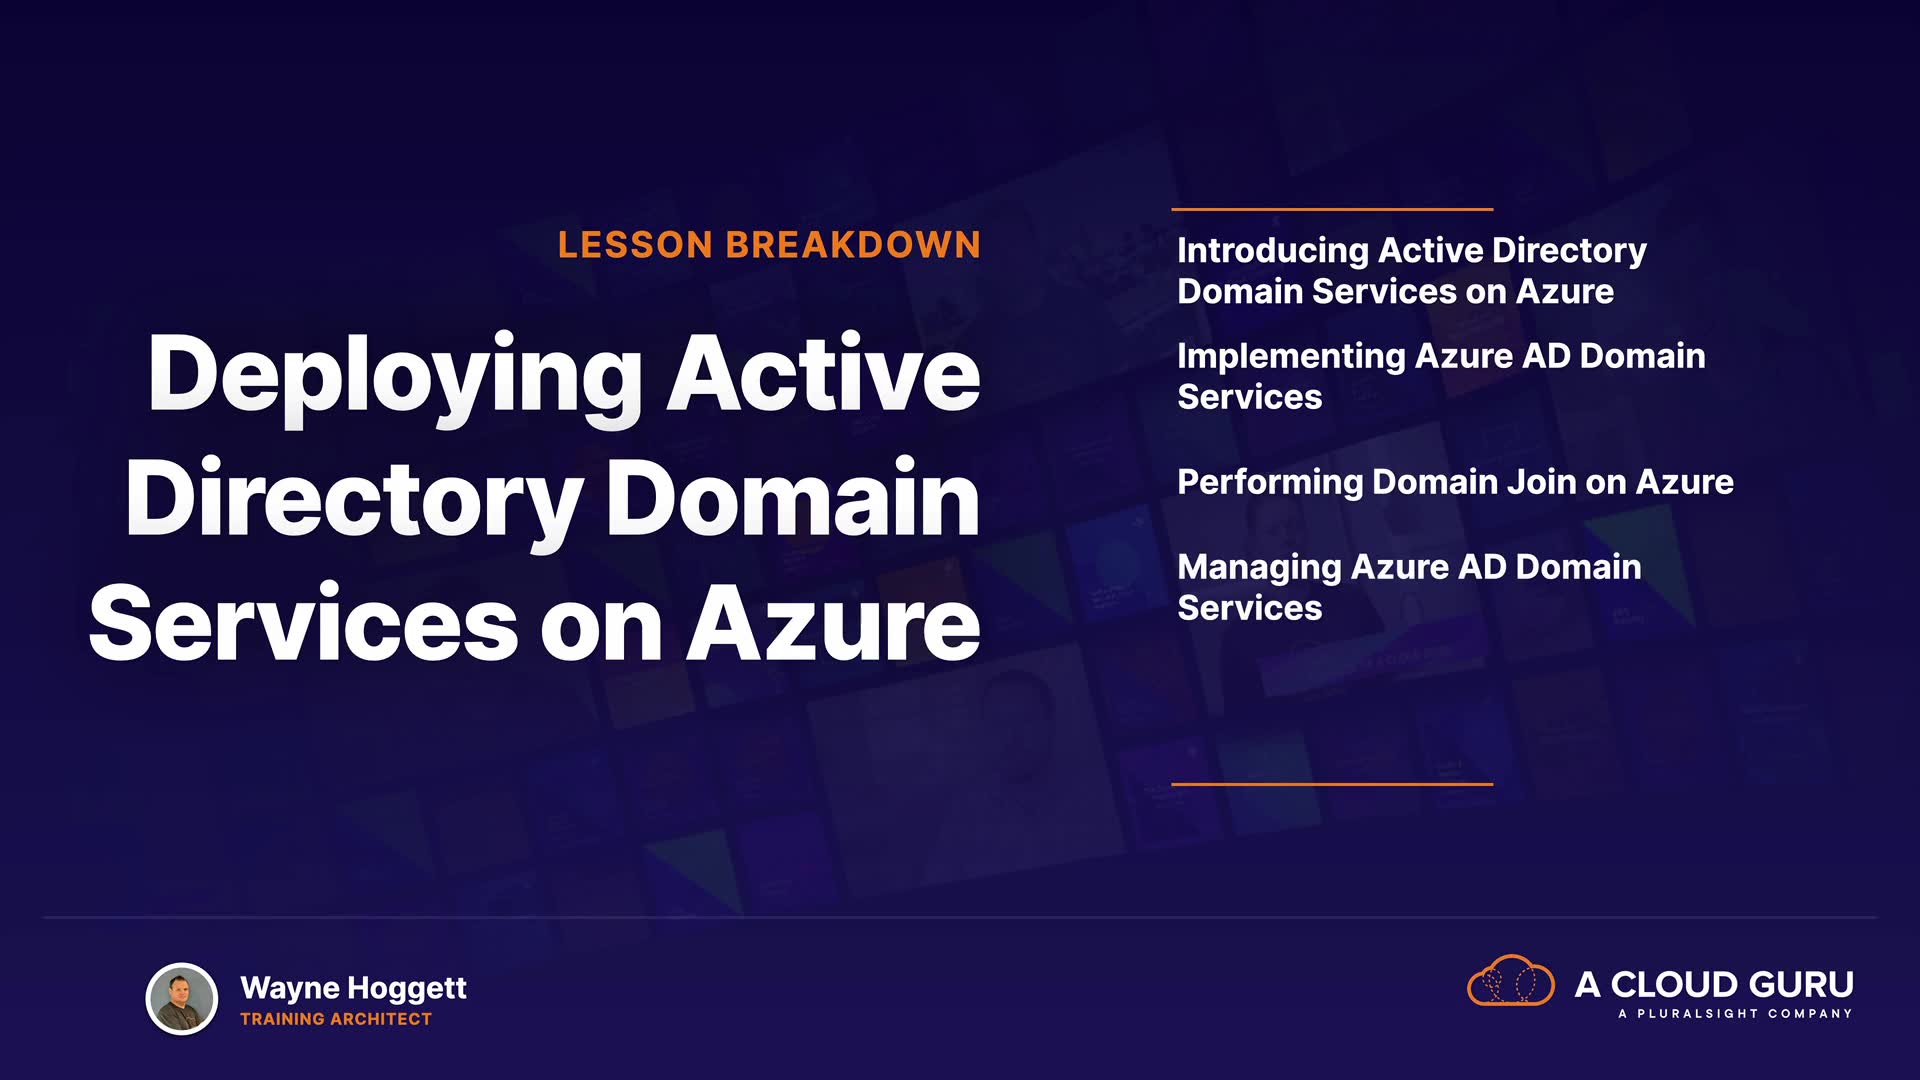 LESSON BREAKDOWN
Deploying Active
Directory Domain
Services on Azure
Introducing Active Directory
Domain Services on Azure
Implementing Azure AD Domain
Services
Performing Domain Join on Azure
Managing Azure AD Domain
Services
Wayne Hoggett
TRAINING ARCHITECT
A CLOUD GURU
A PLURALSIGHT COMPANY